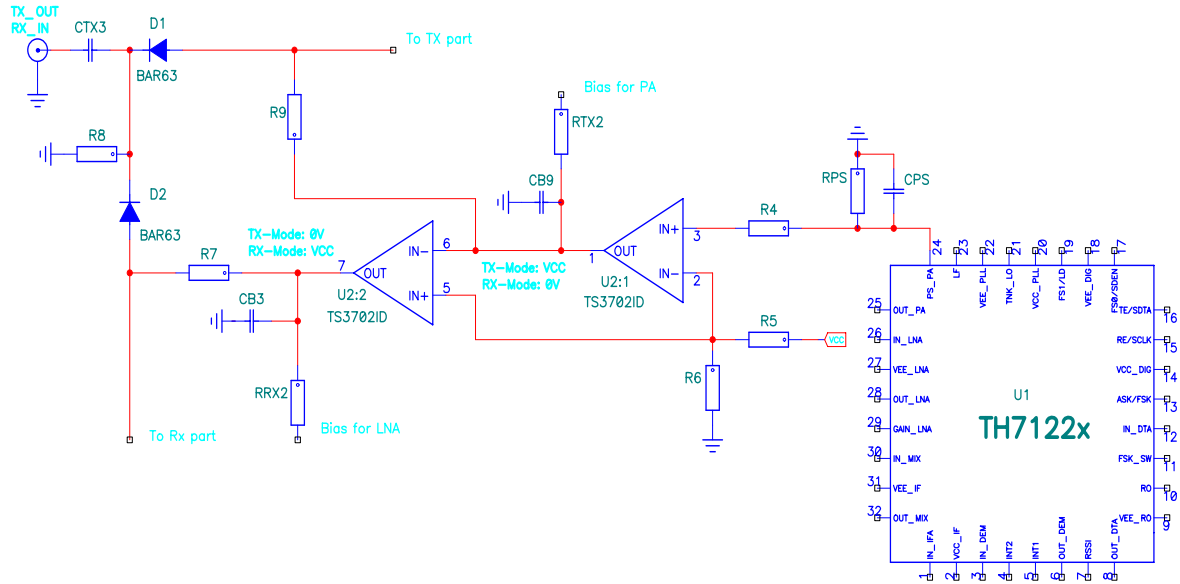 TX_OUT
RX_IN
CTX3
D1
BAR63
To TX part
R9
Bias for PA
RTX2
R8
CB9
RPS
CPS
D2
BAR63
R4
TX-Mode: 0V
RX-Mode: VCC
IN- 6
7 OUT
IN+ 5
U2:2
TS3702ID
IN+ 3
1 OUT
IN- 2
U2:1
TS3702ID
TX-Mode: VCC
RX-Mode: 0V
R7
CB3
R5
VCC
R6
RRX2
To Rx part
Bias for LNA
24 23 22 21 20 19 18 17
PS_PA
LF
VEE_PLL
TNK_LO
VCC_PLL
FS1/LD
VEE_DIG
FS0/SDEN
25 OUT_PA
26 IN_LNA
27 VEE_LNA
28 OUT_LNA
29 GAIN_LNA
30 IN_MIX
31 VEE_IF
32 OUT_MIX
TE/SDTA 16
RE/SCLK 15
VCC_DIG 14
ASK/FSK 13
IN_DTA 12
FSK_SW 11
RO 10
VEE_RO 9
U1
TH7122x
IN_IFA
VCC_IF
IN_DEM
INT2
INT1
OUT_DEM
RSSI
OUT_DTA
1 2 3 4 5 6 7 8